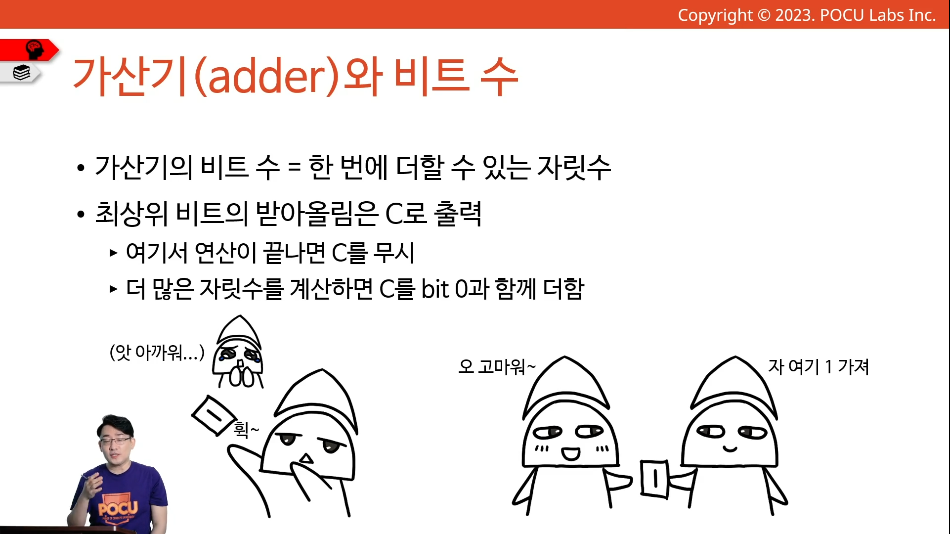 Copyright © 2023. POCU Labs Inc.
가산기(adder)와 비트 수
• 가산기의 비트 수 = 한 번에 더할 수 있는 자릿수
• 최상위 비트의 받아올림은 C로 출력
▸ 여기서 연산이 끝나면 C를 무시
▸ 더 많은 자릿수를 계산하면 C를 bit 0과 함께 더함
(앗 아까워...)
휙~
오 고마워~
자 여기 1 가져
1
1
POCU